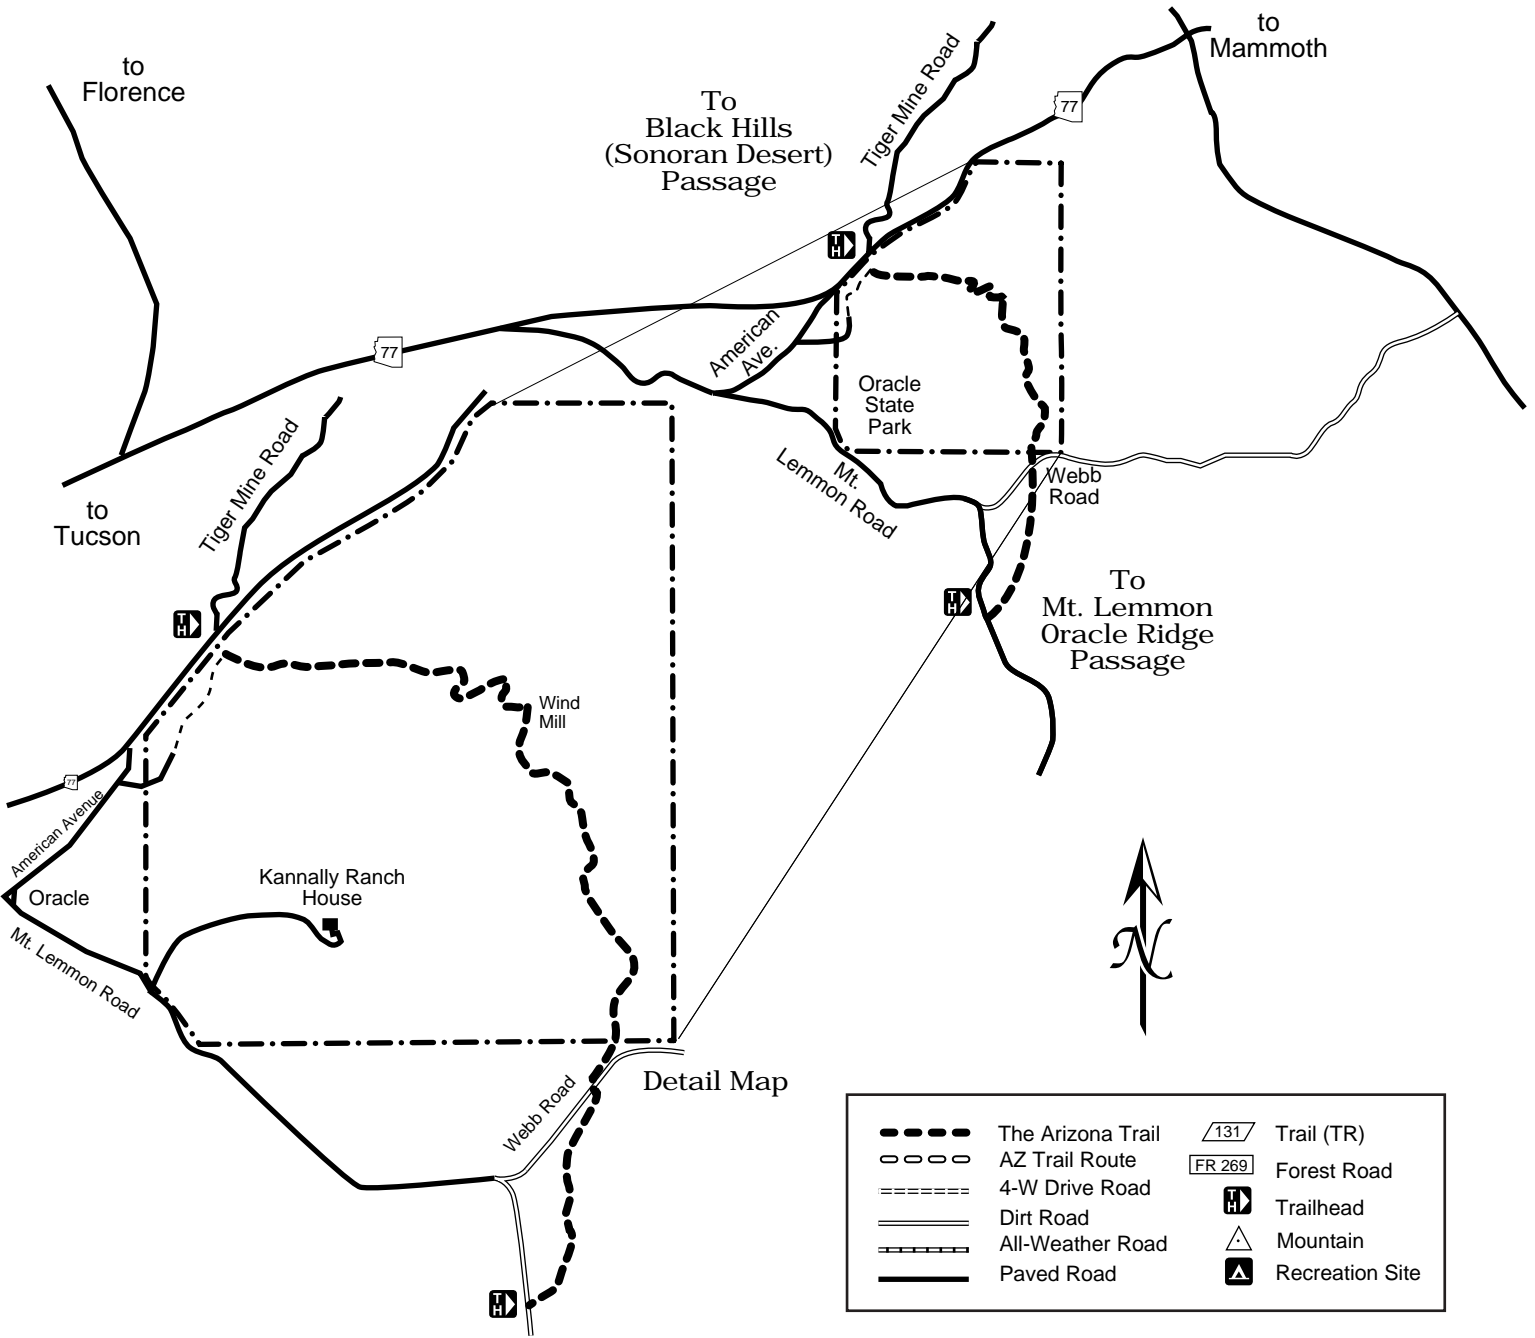 to
Florence
to
Mammoth
To
Black Hills
(Sonoran Desert)
Passage
Tiger Mine Road
77
T
H
77
American
Ave.
Oracle
State
Park
to
Tucson
Tiger Mine Road
Mt.
Lemmon Road
Webb
Road
T
H
To
Mt. Lemmon
Oracle Ridge
Passage
T
H
Wind
Mill
77
American Avenue
Oracle
Kannally Ranch
House
Mt. Lemmon Road
N
Webb Road
Detail Map
T
H
The Arizona Trail
AZ Trail Route
4-W Drive Road
Dirt Road
All-Weather Road
Paved Road
131 Trail (TR)
FR 269 Forest Road
T
H
Trailhead
Mountain
Recreation Site